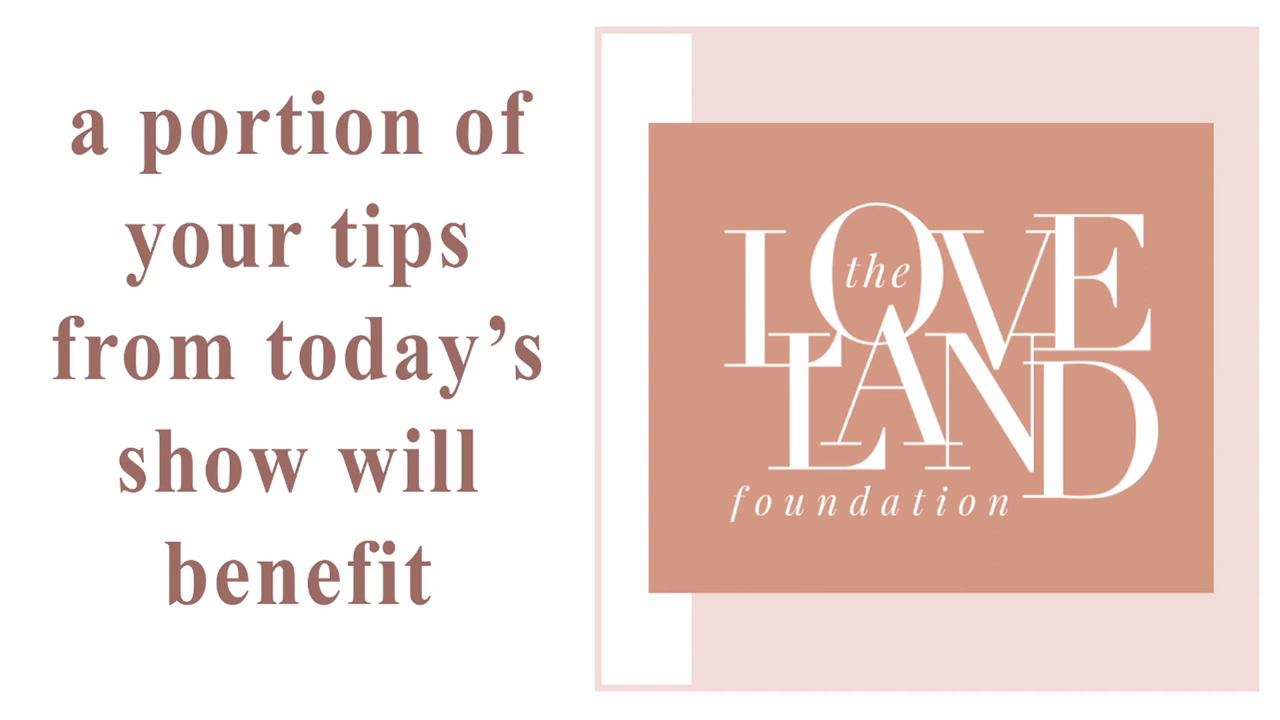 a portion of
your tips
from today’s
show will
benefit
the
LOVE
LAND
foundation